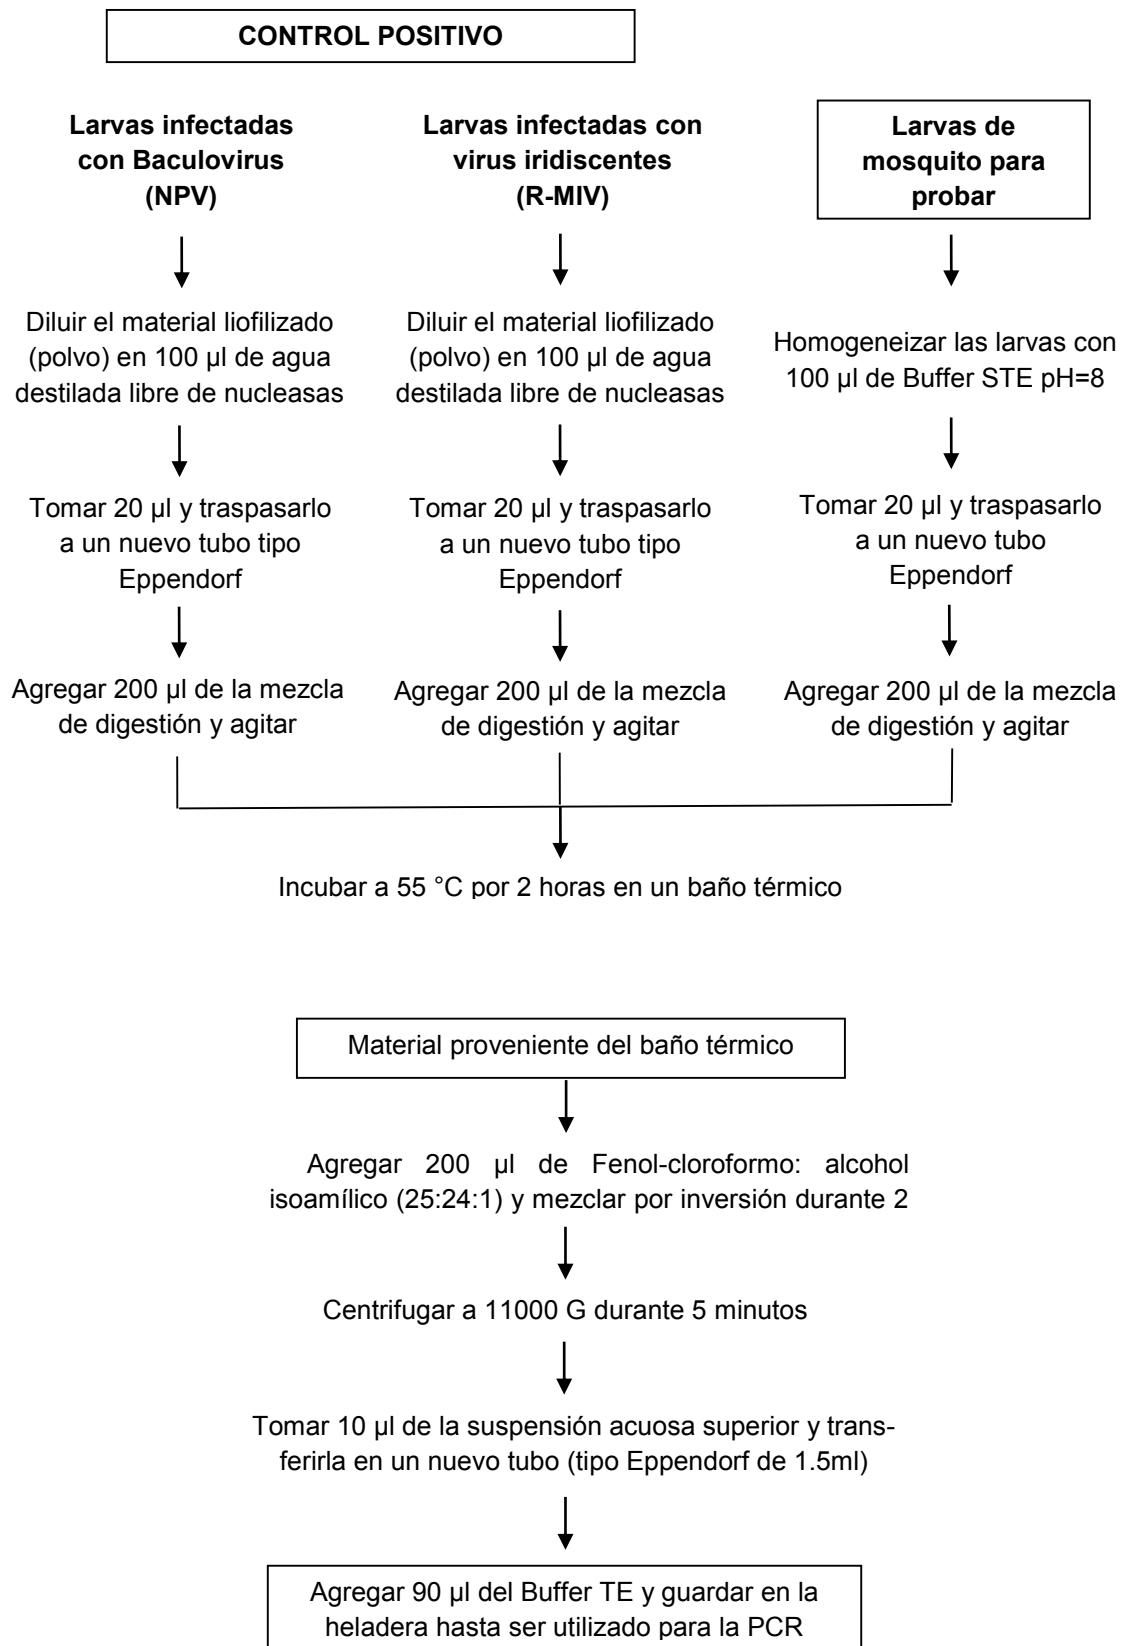 CONTROL POSITIVO
Larvas infectadas
con Baculovirus
(NPV)
Diluir el material liofilizado
(polvo) en 100 µl de agua
destilada libre de nucleasas
Tomar 20 µl y traspasarlo
a un nuevo tubo tipo
Eppendorf
Agregar 200 µl de la mezcla
de digestión y agitar
Larvas infectadas con
virus iridiscentes
(R-MIV)
Diluir el material liofilizado
(polvo) en 100 µl de agua
destilada libre de nucleasas
Tomar 20 µl y traspasarlo
a un nuevo tubo tipo
Eppendorf
Agregar 200 µl de la mezcla
de digestión y agitar
Larvas de
mosquito para
probar
Homogeneizar las larvas con
100 µl de Buffer STE pH=8
Tomar 20 µl y traspasarlo
a un nuevo tubo
Eppendorf
Agregar 200 µl de la mezcla
de digestión y agitar
Incubar a 55 °C por 2 horas en un baño térmico
Material proveniente del baño térmico
Agregar 200 µl de Fenol-cloroformo: alcohol
isoamílico (25:24:1) y mezclar por inversión durante 2
Centrifugar a 11000 G durante 5 minutos
Tomar 10 µl de la suspensión acuosa superior y trans-
ferirla en un nuevo tubo (tipo Eppendorf de 1.5ml)
Agregar 90 µl del Buffer TE y guardar en la
heladera hasta ser utilizado para la PCR